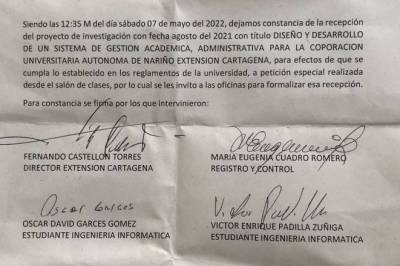 Siendo las 12:35 M del día sábado 07 de mayo del 2022, dejamos constancia de la recepción
del proyecto de investigación con fecha agosto del 2021 con título DISEÑO Y DESARROLLO
DE UN SISTEMA DE GESTIÓN ACADEMICA, ADMINISTRATIVA PARA LA COPORACION
UNIVERSITARIA AUTONOMA DE NARIÑO EXTENSION CARTAGENA, para efectos de que se
cumpla lo establecido en los reglamentos de la universidad, a petición especial realizada
desde el salón de clases, por lo cual se les invito a las oficinas para formalizar esa recepción.
Para constancia se firma por los que intervinieron:
FERNANDO CASTELLON TORRES
DIRECTOR EXTENSION CARTAGENA
MARIA EUGENIA CUADRO ROMERO
REGISTRO Y CONTROL
Oscar Garces
OSCAR DAVID GARCES GOMEZ
ESTUDIANTE INGENIERIA INFORMATICA
Victor Padilla
VICTOR ENRIQUE PADILLA ZUÑIGA
ESTUDIANTE INGENIERIA INFORMATICA